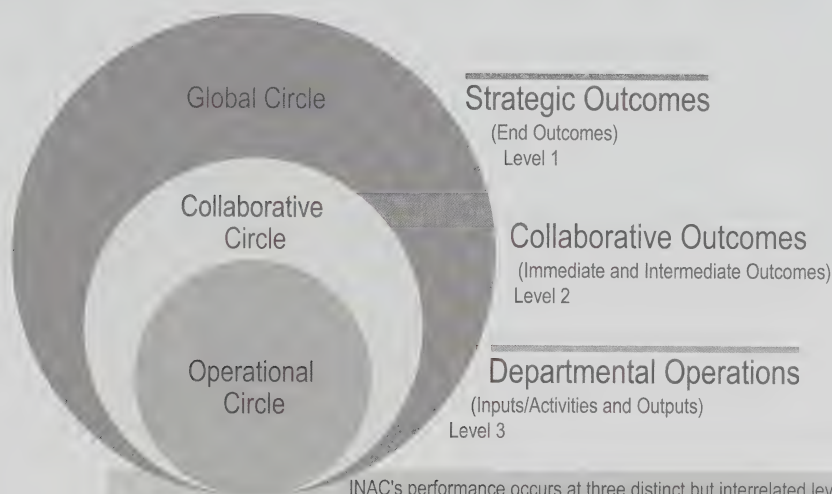 Global Circle
Strategic Outcomes
(End Outcomes)
Level 1
Collaborative
Circle
Collaborative Outcomes
(Immediate and Intermediate Outcomes)
Level 2
Operational
Circle
Departmental Operations
(Inputs/Activities and Outputs)
Level 3
INAC's performance occurs at three distinct but interrelated